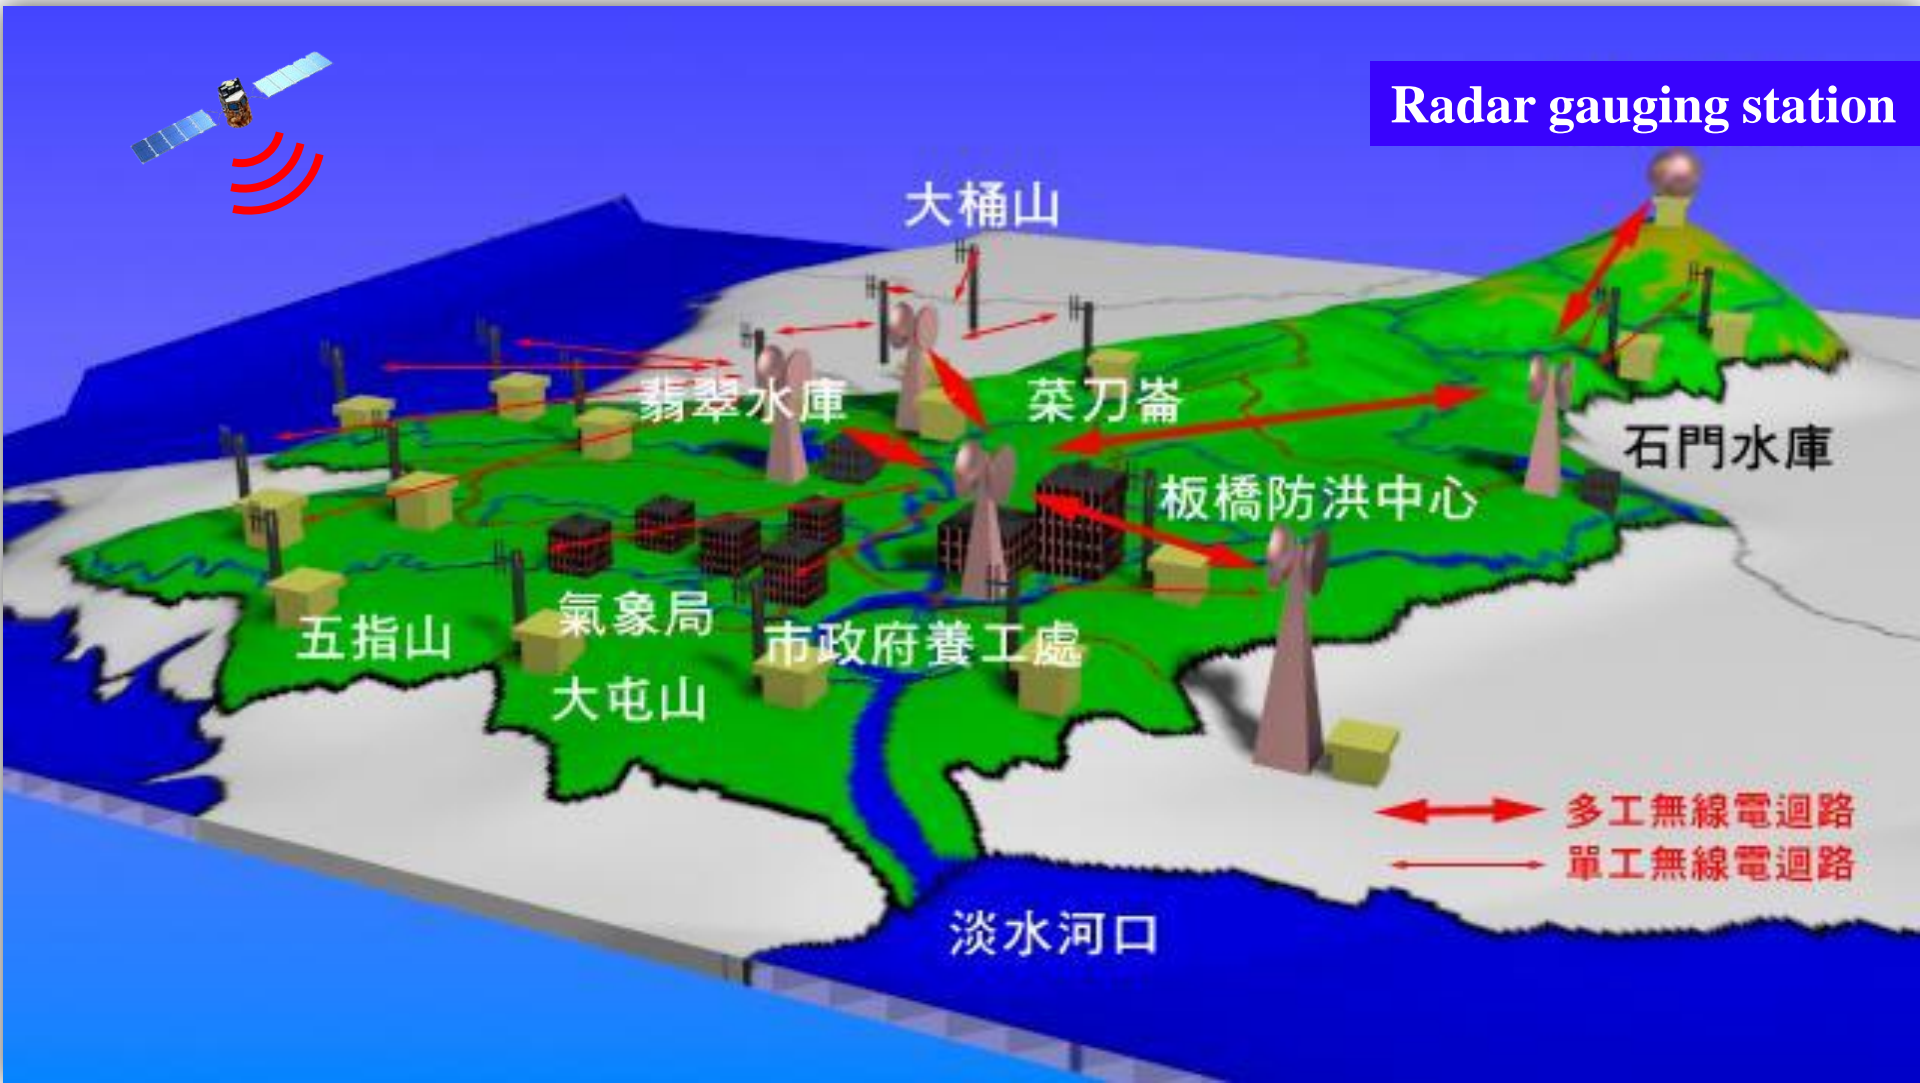 Radar gauging station
大桶山
翡翠水庫
菜刀崙
石門水庫
板橋防洪中心
五指山
氣象局
市政府養工處
大屯山
多工無線電迴路
單工無線電迴路
淡水河口